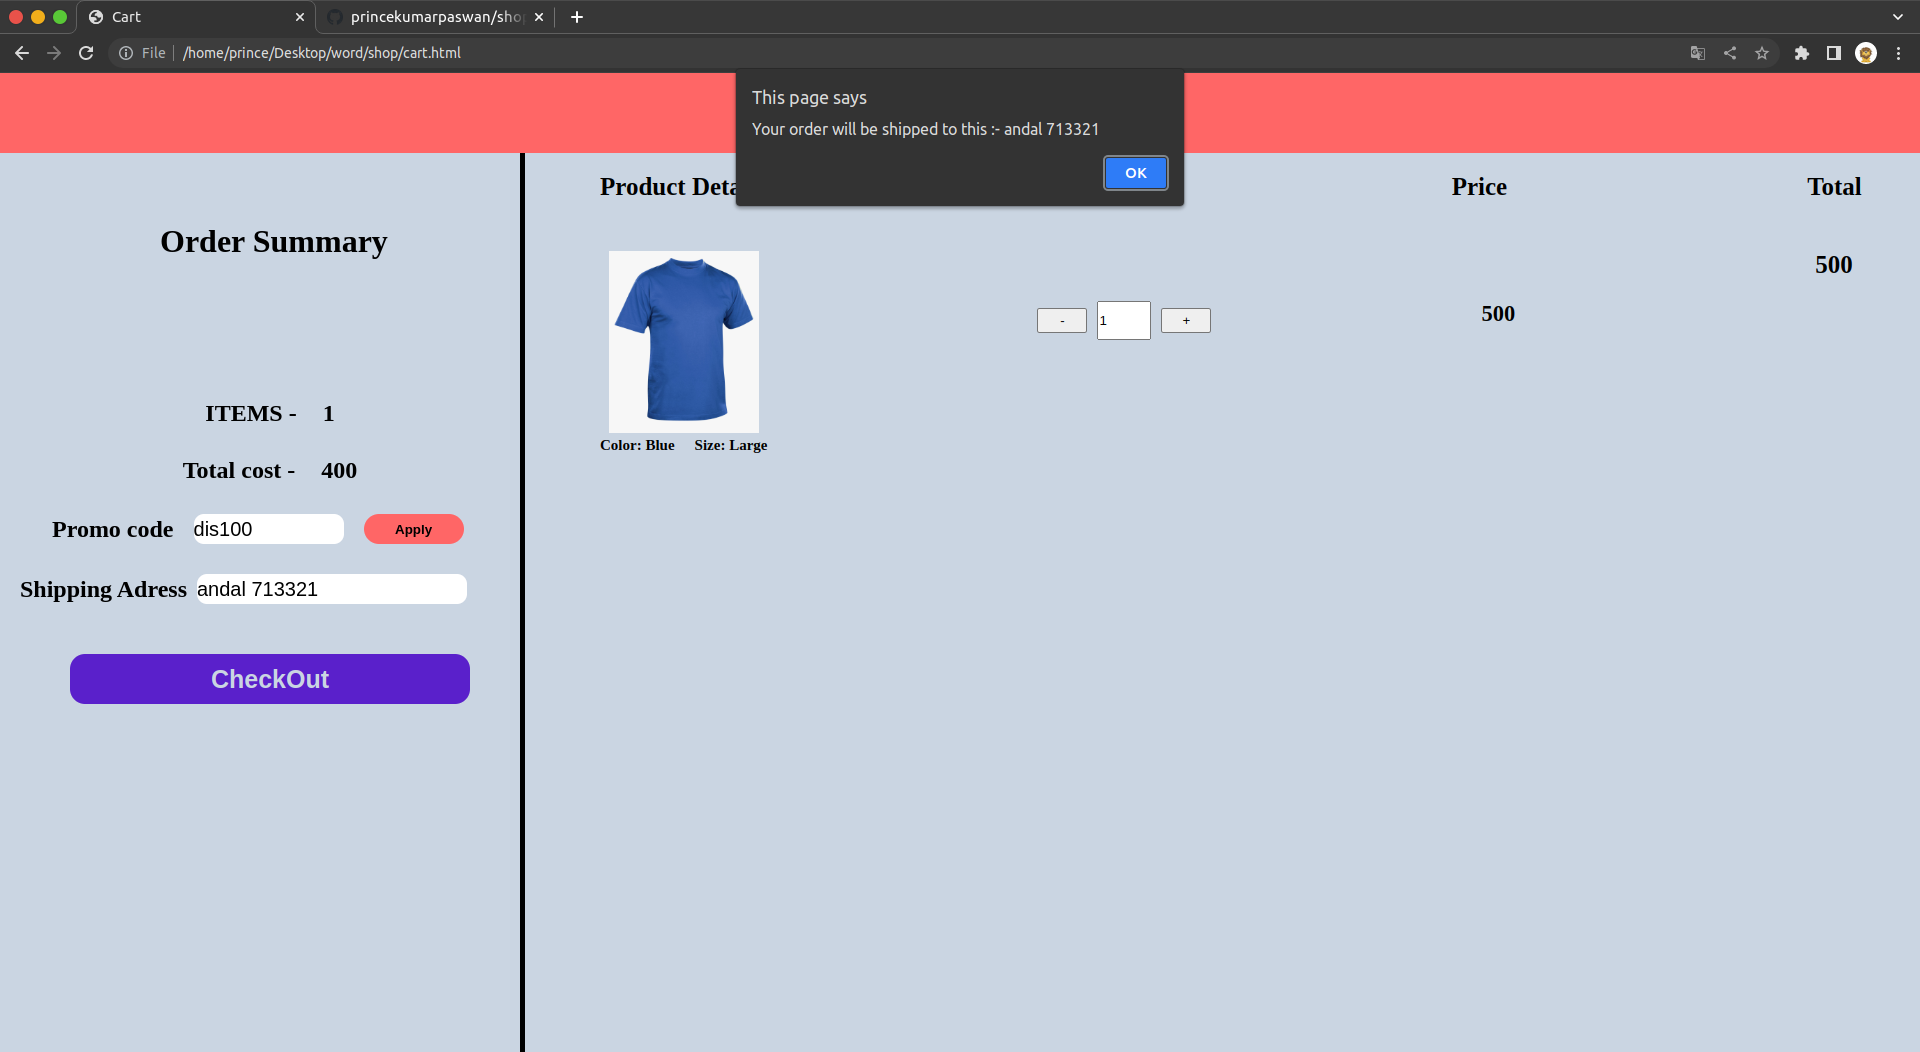 Cart
princekumarpaswan/sho
File
/home/prince/Desktop/word/shop/cart.html
This page says
Your order will be shipped to this :- andal 713321
OK
Product
Price
Total
Order Summary
500
1
-
+
500
ITEMS - 1
Color: Blue Size: Large
Total cost - 400
Promo code dis100 Apply
Shipping Adress andal 713321
CheckOut